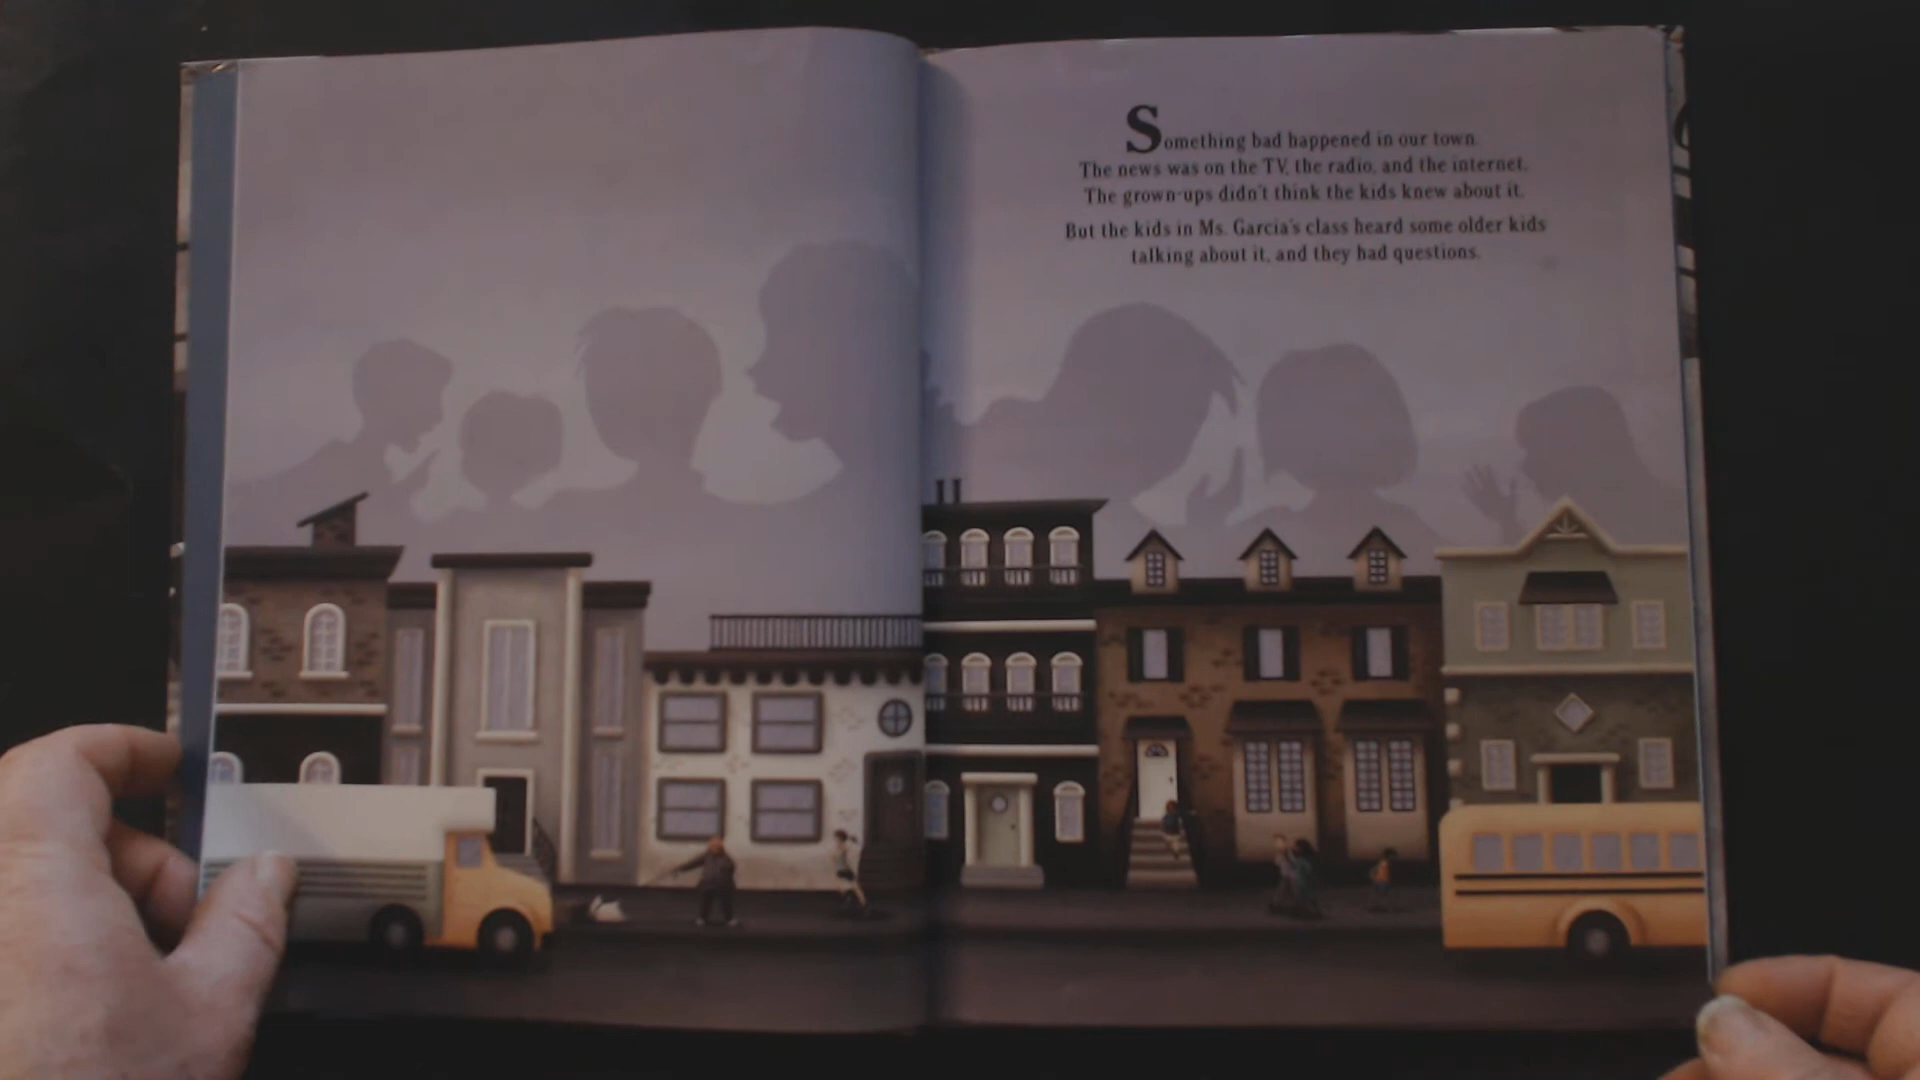 Something bad happened in our town.
The news was on the TV, the radio, and the internet.
The grown-ups didn't think the kids knew about it.
But the kids in Ms. Garcia's class heard some older kids
talking about it, and they had questions.